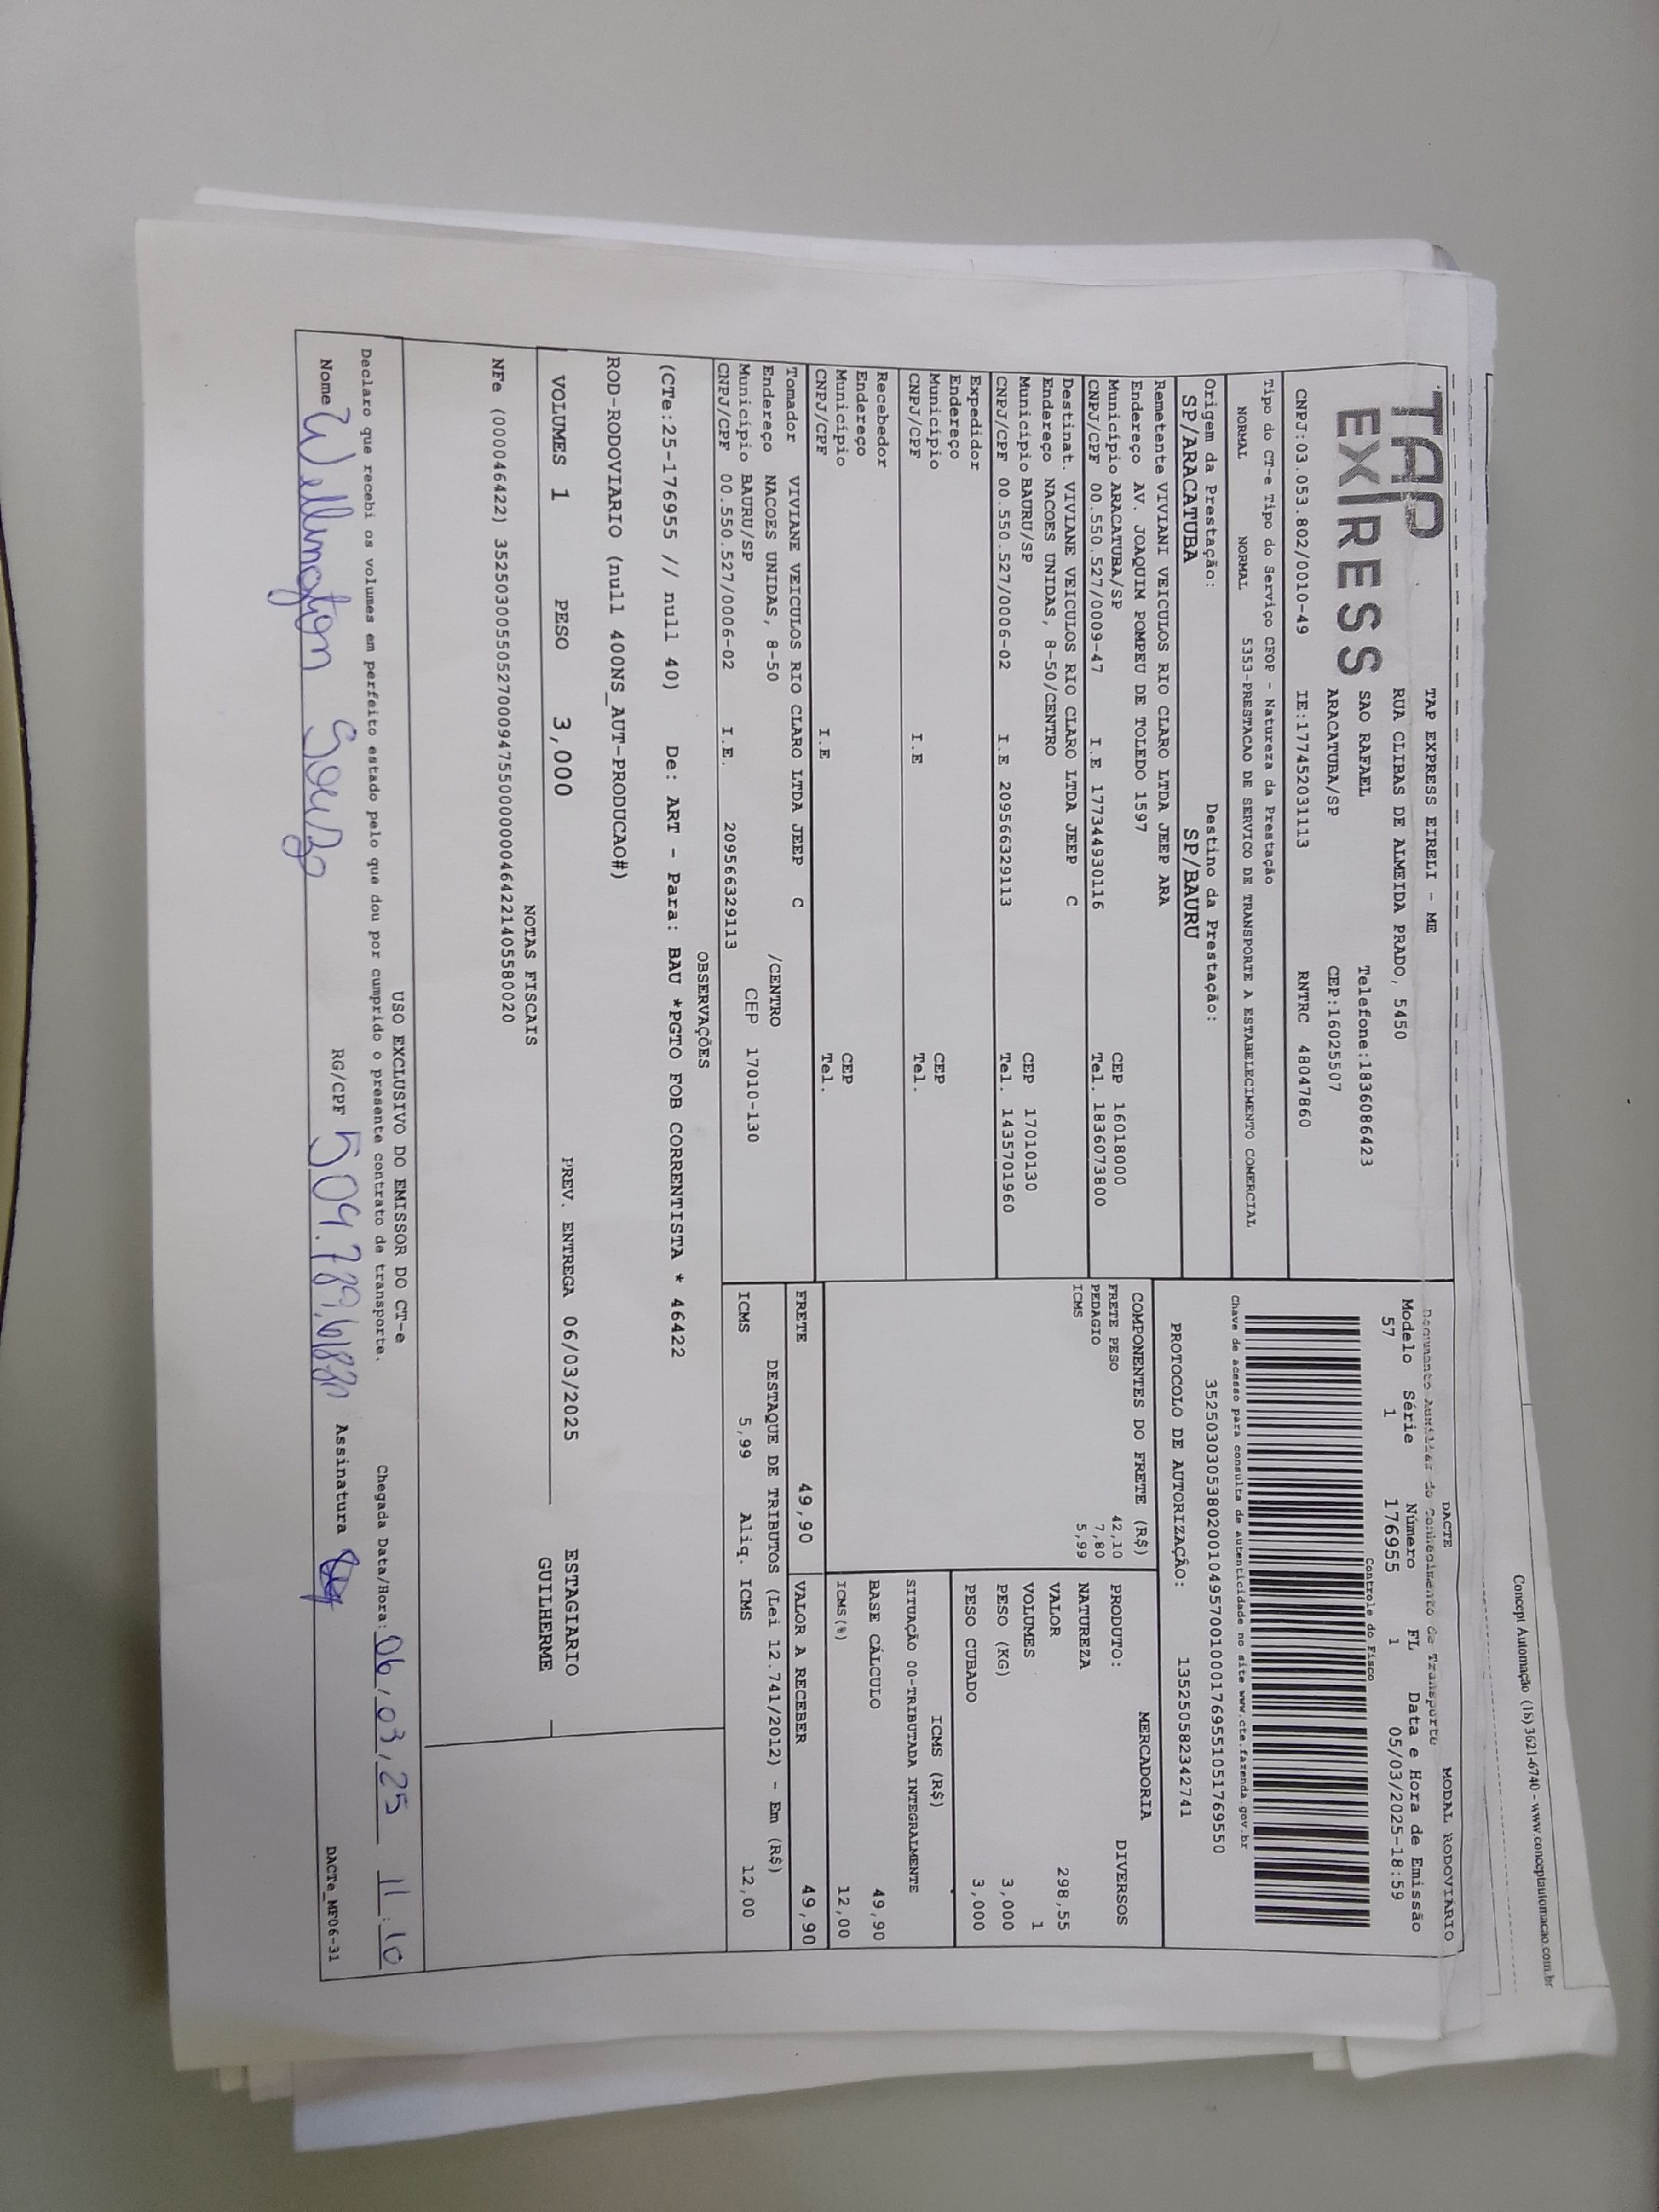 Concept Automação (16) 3621-6740 - www.conceptautomacao.com.br
TAP
EXPRESS
TAP EXPRESS EIRELI - ME
RUA CLIBAS DE ALMEIDA PRADO, 5450
SAO RAFAEL Telefone:1836086423
ARACATUBA/SP CEP:16025507
CNPJ:03.053.802/0010-49 IE:177452031113 RNTRC 48047860
DACTE MODAL RODOVIÁRIO
Documento Auxiliar do Conhecimento de Transporte
Modelo Série Número FL Data e Hora de Emissão
57 1 176955 1 05/03/2025-18:59
Controle do Fisco
Chave de acesso para consulta de autenticidade no site www.cte.fazenda.gov.br
35250303053802001049570010001769551051769550
PROTOCOLO DE AUTORIZAÇÃO: 135250582342741
Tipo do CT-e Tipo do Serviço CFOP - Natureza da Prestação
NORMAL NORMAL 5353-PRESTACAO DE SERVICO DE TRANSPORTE A ESTABELECIMENTO COMERCIAL
Origem da Prestação: Destino da Prestação:
SP/ARACATUBA SP/BAURU
Remetente VIVIANI VEICULOS RIO CLARO LTDA JEEP ARA
Endereço AV. JOAQUIM POMPEU DE TOLEDO 1597
Município ARACATUBA/SP CEP 16018000
CNPJ/CPF 00.550.527/0009-47 I.E 177344930116 Tel. 1836073800
Destinat. VIVIANE VEICULOS RIO CLARO LTDA JEEP C
Endereço NACOES UNIDAS, 8-50/CENTRO
Município BAURU/SP CEP 17010130
CNPJ/CPF 00.550.527/0006-02 I.E 209566329113 Tel. 1435701960
Expedidor
Endereço
Município CEP
CNPJ/CPF I.E Tel.
Recebedor
Endereço
Município CEP
CNPJ/CPF I.E Tel.
Tomador VIVIANE VEICULOS RIO CLARO LTDA JEEP C
Endereço NACOES UNIDAS, 8-50 /CENTRO
Município BAURU/SP CEP 17010-130
CNPJ/CPF 00.550.527/0006-02 I.E. 209566329113
COMPONENTES DO FRETE (R$)
FRETE PESO 42,10
PEDAGIO 7,80
ICMS 5,99
MERCADORIA
PRODUTO: DIVERSOS
NATUREZA
VALOR 298,55
VOLUMES 1
PESO (KG) 3,000
PESO CUBADO 3,000
ICMS (R$)
SITUAÇÃO 00-TRIBUTADA INTEGRALMENTE
BASE CÁLCULO 49,90
ICMS(%) 12,00
FRETE 49,90 VALOR A RECEBER 49,90
DESTAQUE DE TRIBUTOS (Lei 12.741/2012) - Em (R$)
ICMS 5,99 Aliq. ICMS 12,00
OBSERVAÇÕES
(CTe:25-176955 // null 40) De: ART - Para: BAU *PGTO FOB CORRENTISTA * 46422
ROD-RODOVIARIO (null 400NS_AUT-PRODUCAO#)
VOLUMES 1 PESO 3,000 PREV. ENTREGA 06/03/2025 ESTAGIARIO
GUILHERME
NOTAS FISCAIS
NFe (00046422) 35250300550527000947550000000464221405580020
USO EXCLUSIVO DO EMISSOR DO CT-e
Declaro que recebi os volumes em perfeito estado pelo que dou por cumprido o presente contrato de transporte. Chegada Data/Hora: 06/03/25 11:10
Nome Wellington Souza RG/CPF Assinatura DACTe_MF06-31